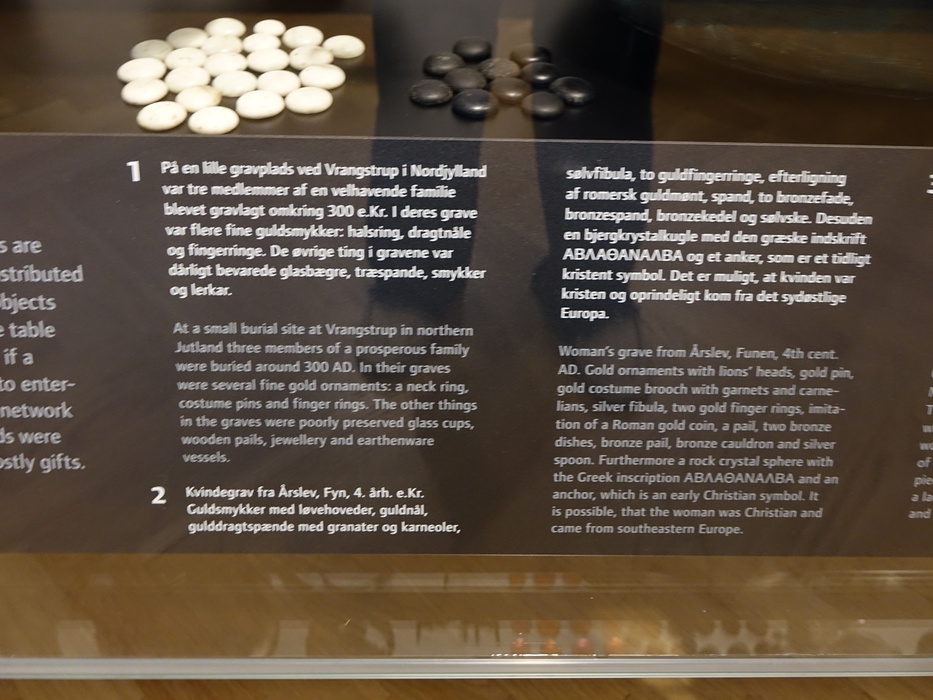 s are
stributed
bjects
e table
if a
to enter-
network
ds were
ostly gifts.
1
På en lille gravplads ved Vrangstrup i Nordjylland
var tre medlemmer af en velhavende familie
blevet gravlagt omkring 300 e.Kr. I deres grave
var flere fine guldsmykker: halsring, dragtnåle
og fingerringe. De øvrige ting i gravene var
dårligt bevarede glasbægre, træspande, smykker
og lerkar.
At a small burial site at Vrangstrup in northern
Jutland three members of a prosperous family
were buried around 300 AD. In their graves
were several fine gold ornaments: a neck ring,
costume pins and finger rings. The other things
in the graves were poorly preserved glass cups,
wooden pails, jewellery and earthenware
vessels.
2
Kvindegrav fra Årslev, Fyn, 4. årh. e.Kr.
Guldsmykker med løvehoveder, guldnål,
gulddragtspænde med granater og karneoler,
sølvfibula, to guldfingerringe, efterligning
af romersk guldmønt, spand, to bronzefade,
bronzespand, bronzekedel og sølvske. Desuden
en bjergkrystalkugle med den græske indskrift
ΑΒΛΑΘΑΝΑΛΒΑ og et anker, som er et tidligt
kristent symbol. Det er muligt, at kvinden var
kristen og oprindeligt kom fra det sydøstlige
Europa.
Woman's grave from Årslev, Funen, 4th cent.
AD. Gold ornaments with lions' heads, gold pin,
gold costume brooch with garnets and carne-
lians, silver fibula, two gold finger rings, imita-
tion of a Roman gold coin, a pail, two bronze
dishes, bronze pail, bronze cauldron and silver
spoon. Furthermore a rock crystal sphere with
the Greek inscription ΑΒΛΑΘΑΝΑΛΒΑ and an
anchor, which is an early Christian symbol. It
is possible, that the woman was Christian and
came from southeastern Europe.
of
pie
a la
and